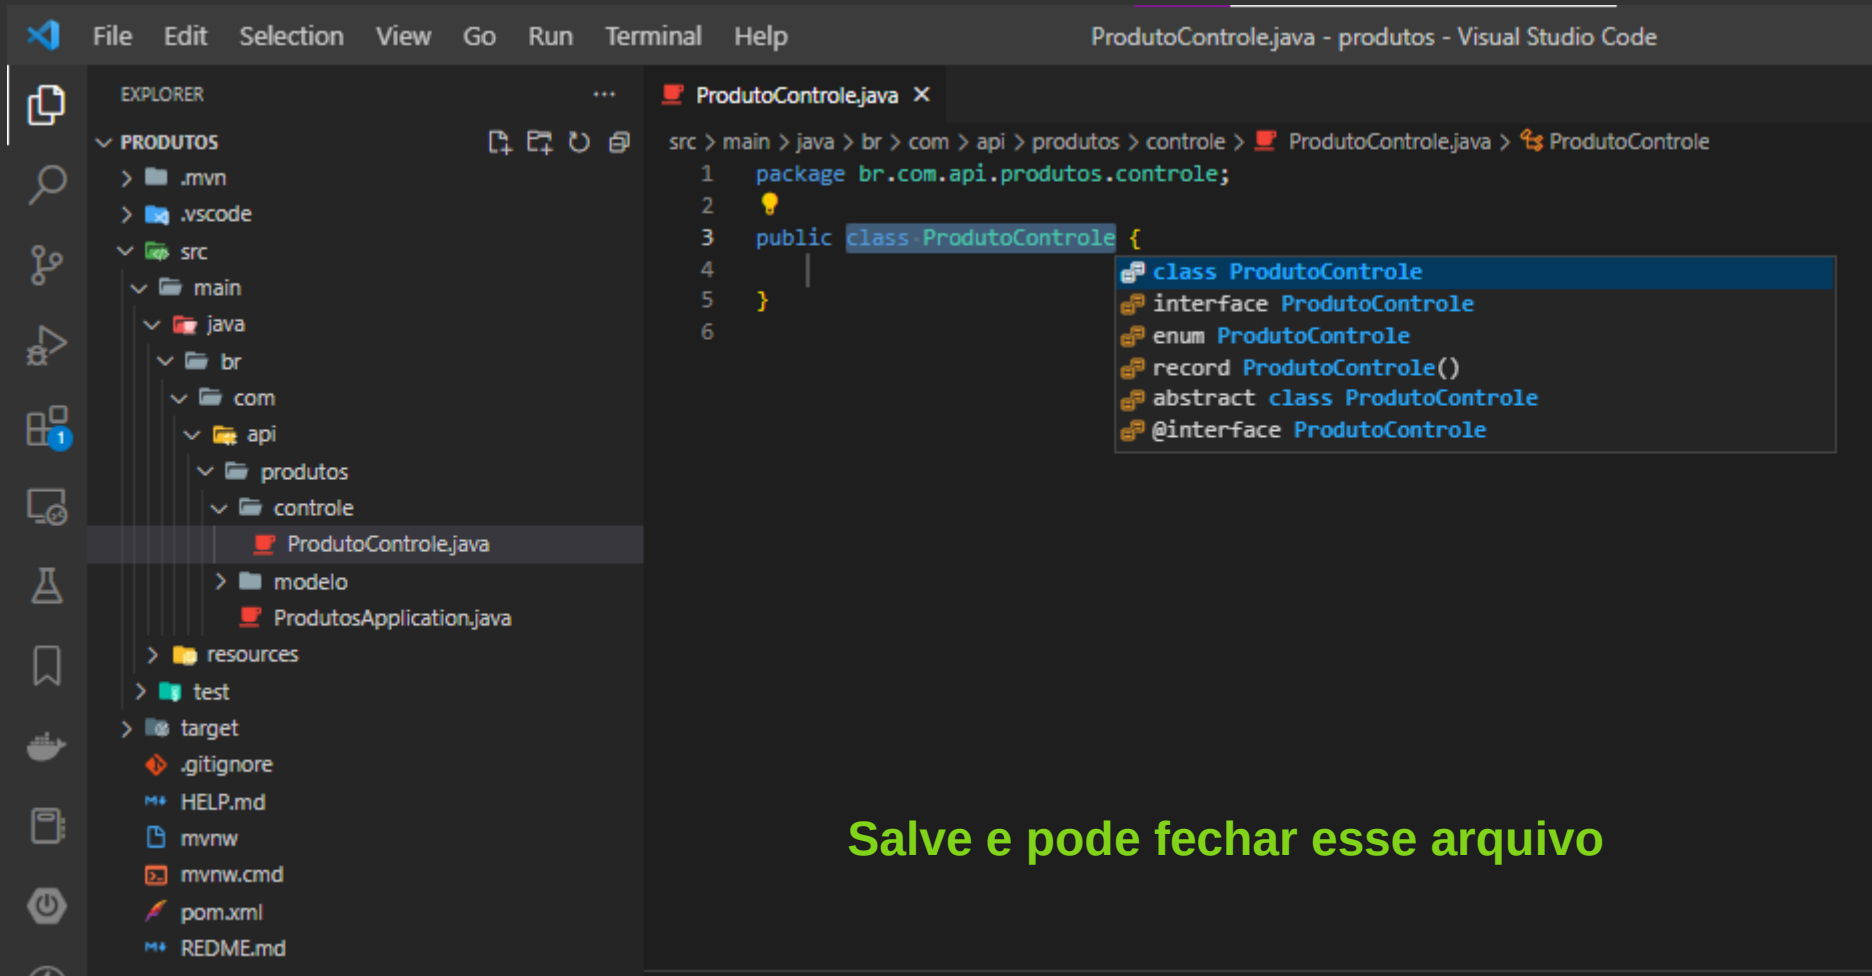 File Edit Selection View Go Run Terminal Help ProdutoControle.java - produtos - Visual Studio Code
EXPLORER ...
PRODUTOS
.mvn
.vscode
src
main
java
br
com
api
produtos
controle
ProdutoControle.java
modelo
ProdutosApplication.java
resources
test
target
.gitignore
HELP.md
mvnw
mvnw.cmd
pom.xml
REDME.md
1
ProdutoControle.java
src > main > java > br > com > api > produtos > controle > ProdutoControle.java > ProdutoControle
1 package br.com.api.produtos.controle;
2
3 public class ProdutoControle {
4
5 }
6
class ProdutoControle
interface ProdutoControle
enum ProdutoControle
record ProdutoControle()
abstract class ProdutoControle
@interface ProdutoControle
Salve e pode fechar esse arquivo